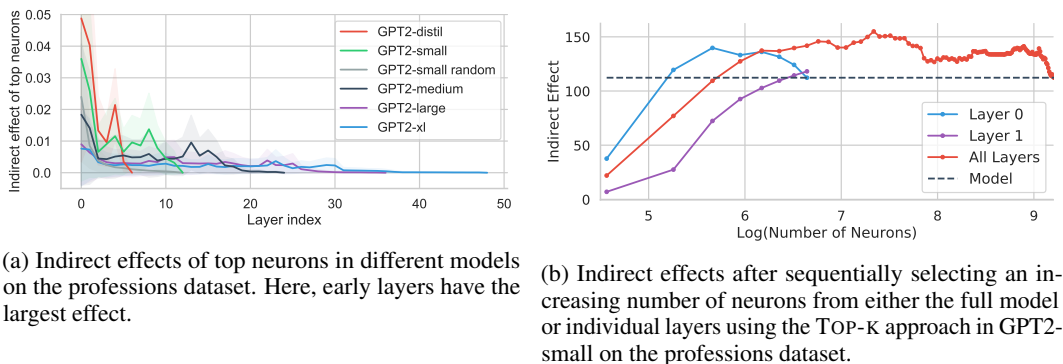 Indirect effect of top neurons
0.05
0.04
0.03
0.02
0.01
0.0
0
10
20
30
40
50
Layer index
GPT2-distil
GPT2-small
GPT2-small random
GPT2-medium
GPT2-large
GPT2-xl
(a) Indirect effects of top neurons in different models
on the professions dataset. Here, early layers have the
largest effect.
Indirect Effect
150
100
50
0
5
6
7
8
9
Log(Number of Neurons)
Layer 0
Layer 1
All Layers
Model
(b) Indirect effects after sequentially selecting an in-
creasing number of neurons from either the full model
or individual layers using the TOP-K approach in GPT2-
small on the professions dataset.